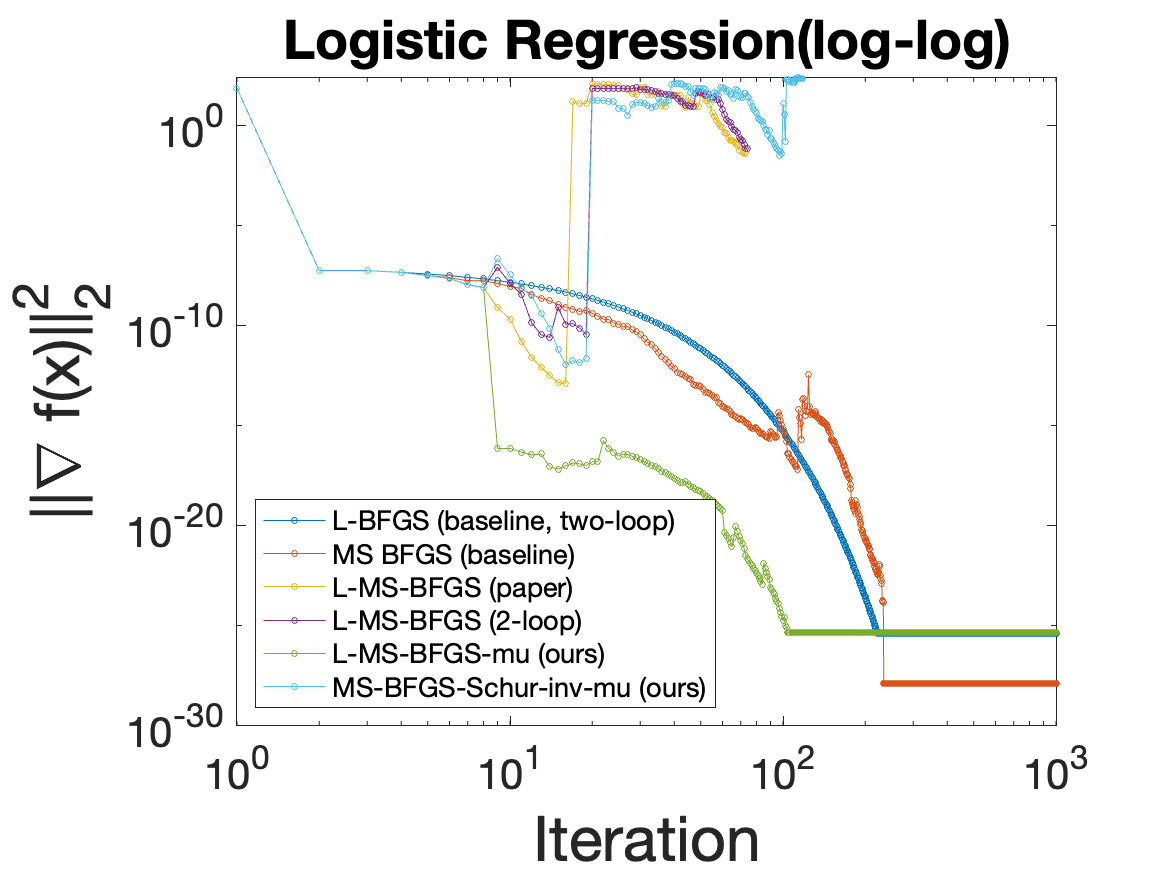 Logistic Regression(log-log)
10^0
10^-10
10^-20
10^-30
||∇ f(x)||_2^2
L-BFGS (baseline, two-loop)
MS BFGS (baseline)
L-MS-BFGS (paper)
L-MS-BFGS (2-loop)
L-MS-BFGS-mu (ours)
MS-BFGS-Schur-inv-mu (ours)
10^0 10^1 10^2 10^3
Iteration